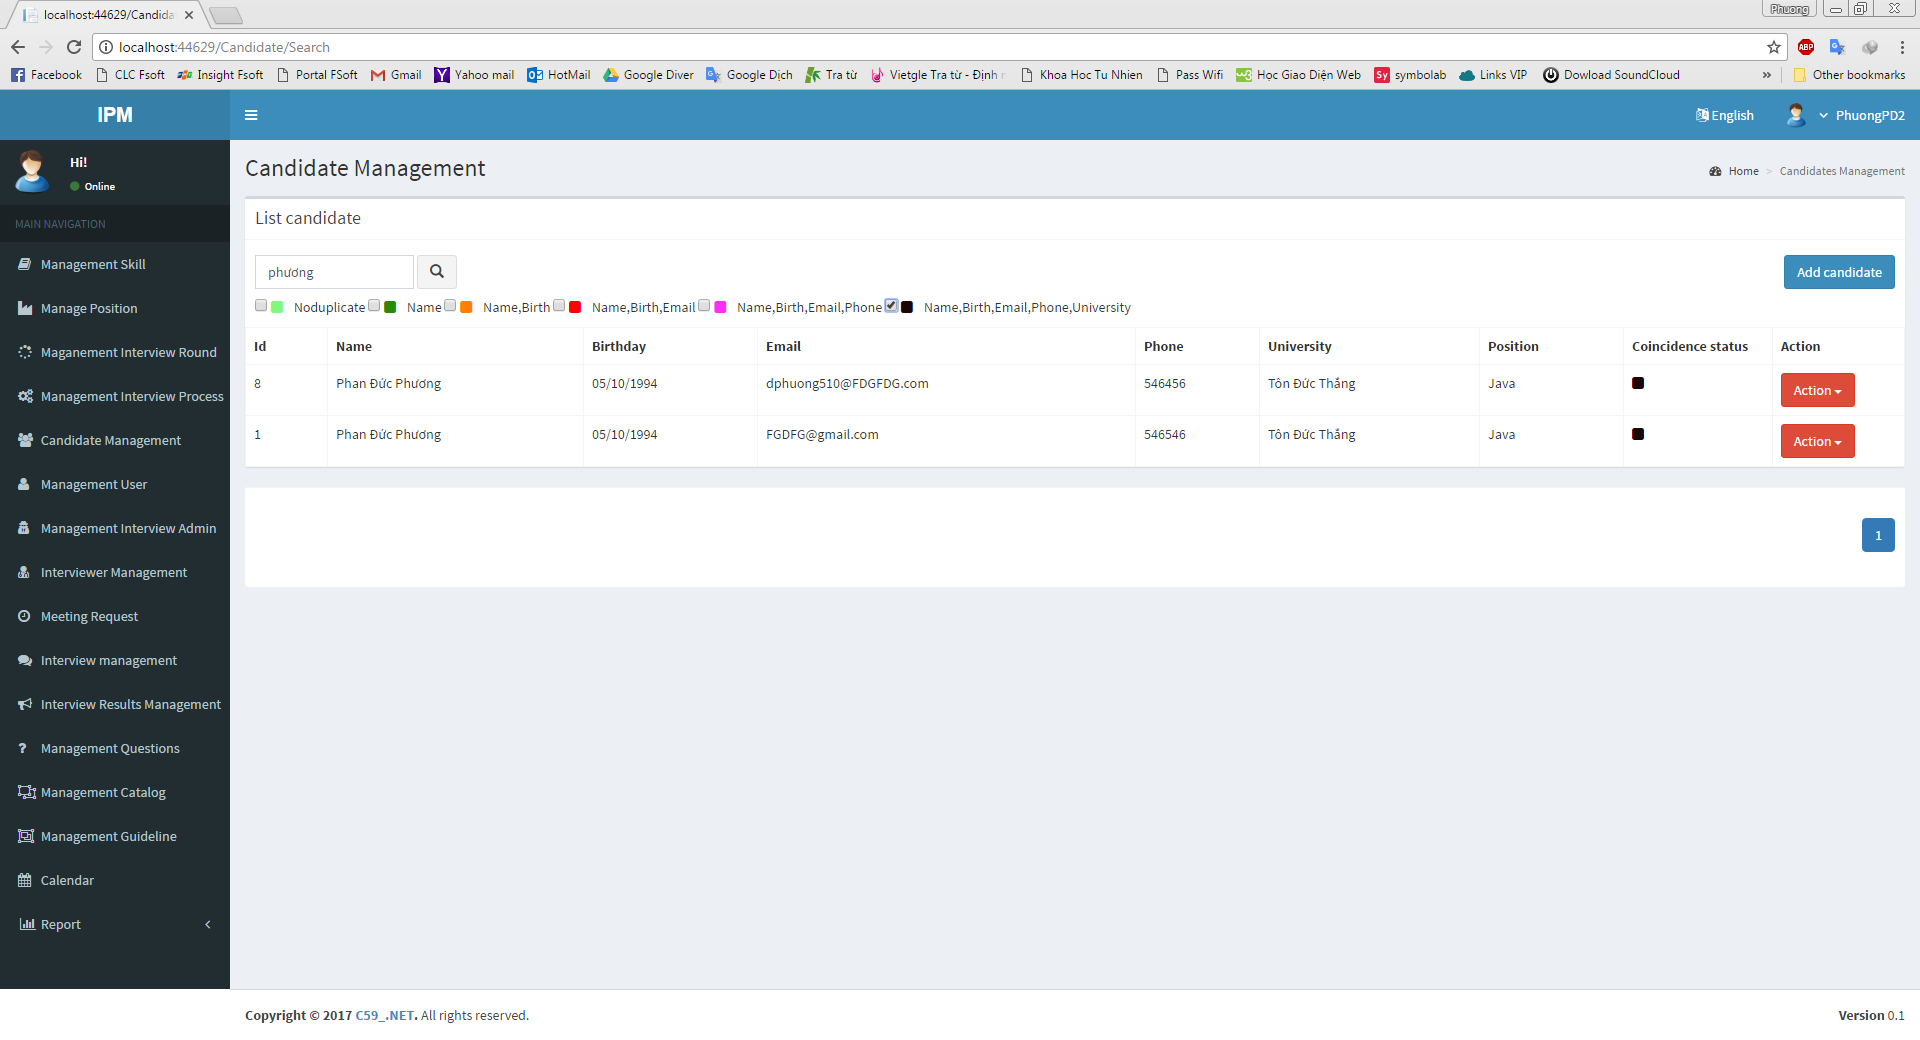 localhost:44629/Candida
Phuong
localhost:44629/Candidate/Search
Facebook CLC Fsoft Insight Fsoft Portal FSoft Gmail Yahoo mail HotMail Google Diver Google Dịch Tra từ Vietgle Tra từ - Định Khoa Hoc Tu Nhien Pass Wifi Học Giao Diện Web symbolab Links VIP Dowload SoundCloud » Other bookmarks
IPM
English PhuongPD2
Hi!
Online
MAIN NAVIGATION
Management Skill
Manage Position
Maganement Interview Round
Management Interview Process
Candidate Management
Management User
Management Interview Admin
Interviewer Management
Meeting Request
Interview management
Interview Results Management
Management Questions
Management Catalog
Management Guideline
Calendar
Report
Candidate Management
Home > Candidates Management
List candidate
phương
Add candidate
Noduplicate Name Name,Birth Name,Birth,Email Name,Birth,Email,Phone Name,Birth,Email,Phone,University
Id Name Birthday Email Phone University Position Coincidence status Action
8 Phan Đức Phương 05/10/1994 dphuong510@FDGFDG.com 546456 Tôn Đức Thắng Java Action
1 Phan Đức Phương 05/10/1994 FGDFG@gmail.com 546546 Tôn Đức Thắng Java Action
1
Copyright © 2017 C59_.NET. All rights reserved.
Version 0.1